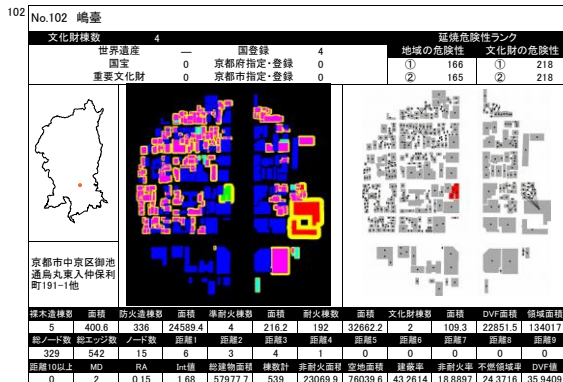 102
No.102 嶋臺
文化財棟数 4 延焼危険性ランク
世界遺産 — 国登録 4 地域の危険性 文化財の危険性
国宝 0 京都府指定・登録 0 ① 166 ① 218
重要文化財 0 京都市指定・登録 0 ② 165 ② 218
京都市中京区御池
通烏丸東入仲保利
町191-1他
裸木造棟数 面積 防火造棟数 面積 準耐火棟数 面積 耐火棟数 面積 文化財棟数 面積 DVF面積 領域面積
5 400.6 336 24589.4 4 216.2 192 32662.2 2 109.3 22851.5 134017
総ノード数 総エッジ数 ノード数 距離1 距離2 距離3 距離4 距離5 距離6 距離7 距離8 距離9
329 542 15 6 3 4 1 0 0 0 0 0
距離10以上 MD RA Int値 総建物面積 棟数計 非耐火面積 空地面積 建蔽率 非耐火率 不燃領域率 DVF値
0 2 0.15 1.68 57977.7 539 23069.9 76039.6 43.2614 18.8897 24.3716 35.9409